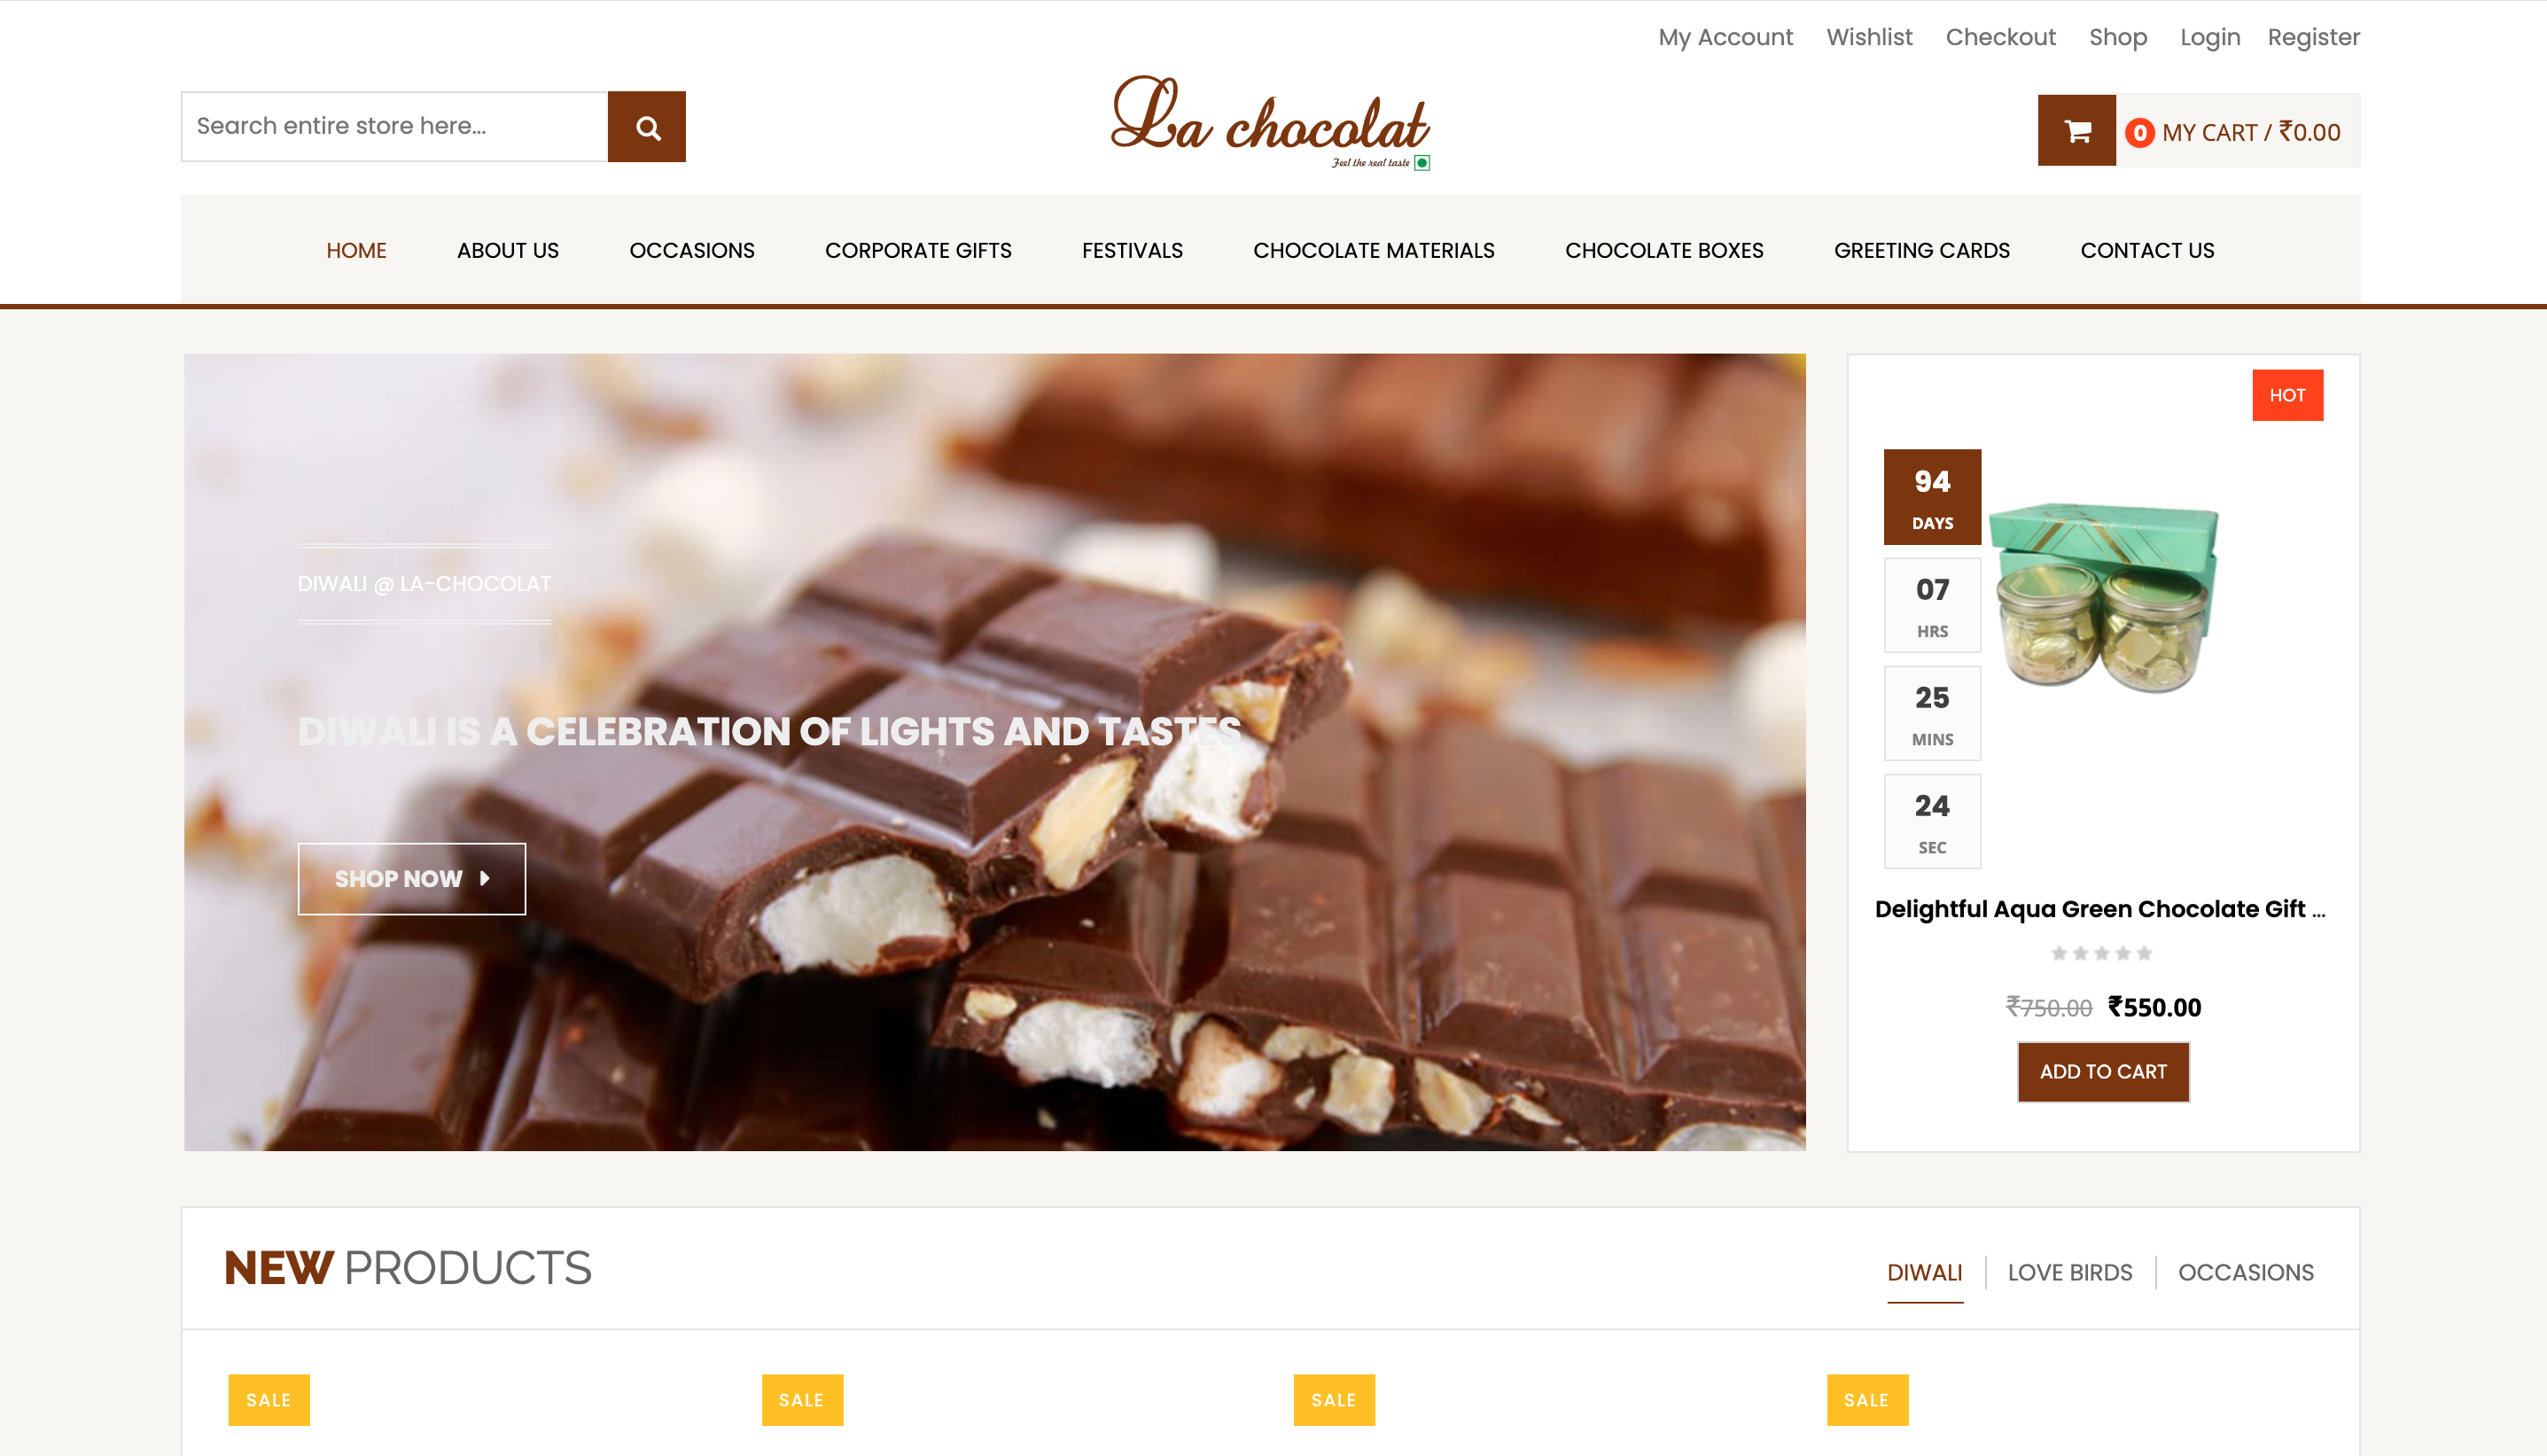 My Account Wishlist Checkout Shop Login Register
Search entire store here...
La chocolat
Feel the real taste
0 MY CART / ₹0.00
HOME ABOUT US OCCASIONS CORPORATE GIFTS FESTIVALS CHOCOLATE MATERIALS CHOCOLATE BOXES GREETING CARDS CONTACT US
DIWALI @ LA-CHOCOLAT
DIWALI IS A CELEBRATION OF LIGHTS AND TASTES
SHOP NOW
HOT
94
DAYS
07
HRS
25
MINS
24
SEC
Delightful Aqua Green Chocolate Gift ...
₹750.00 ₹550.00
ADD TO CART
NEW PRODUCTS
DIWALI LOVE BIRDS OCCASIONS
SALE SALE SALE SALE